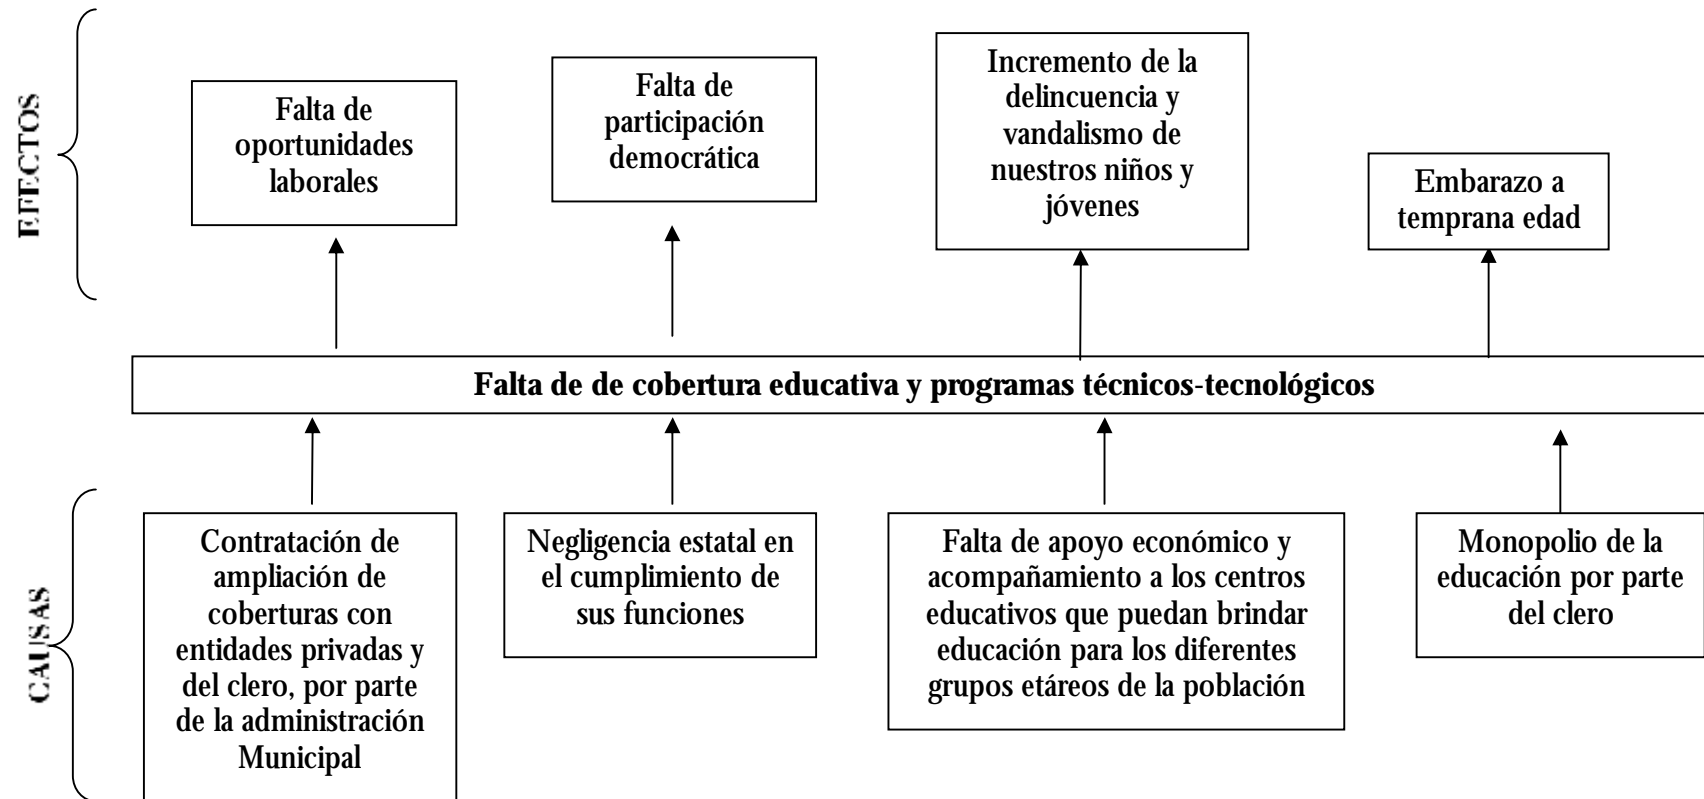 EFECTOS
Falta de
oportunidades
laborales
Falta de
participación
democrática
Incremento de la
delincuencia y
vandalismo de
nuestros niños y
jóvenes
Embarazo a
temprana edad
Falta de de cobertura educativa y programas técnicos-tecnológicos
CAUSAS
Contratación de
ampliación de
coberturas con
entidades privadas y
del clero, por parte
de la administración
Municipal
Negligencia estatal en
el cumplimiento de
sus funciones
Falta de apoyo económico y
acompañamiento a los centros
educativos que puedan brindar
educación para los diferentes
grupos etáreos de la población
Monopolio de la
educación por parte
del clero